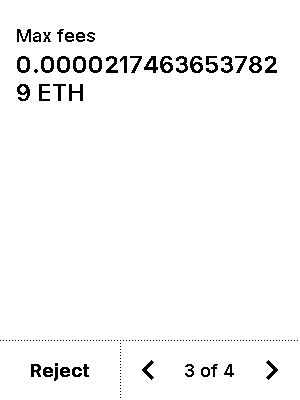 Max fees
0.0000217463653782
9 ETH
Reject
3 of 4